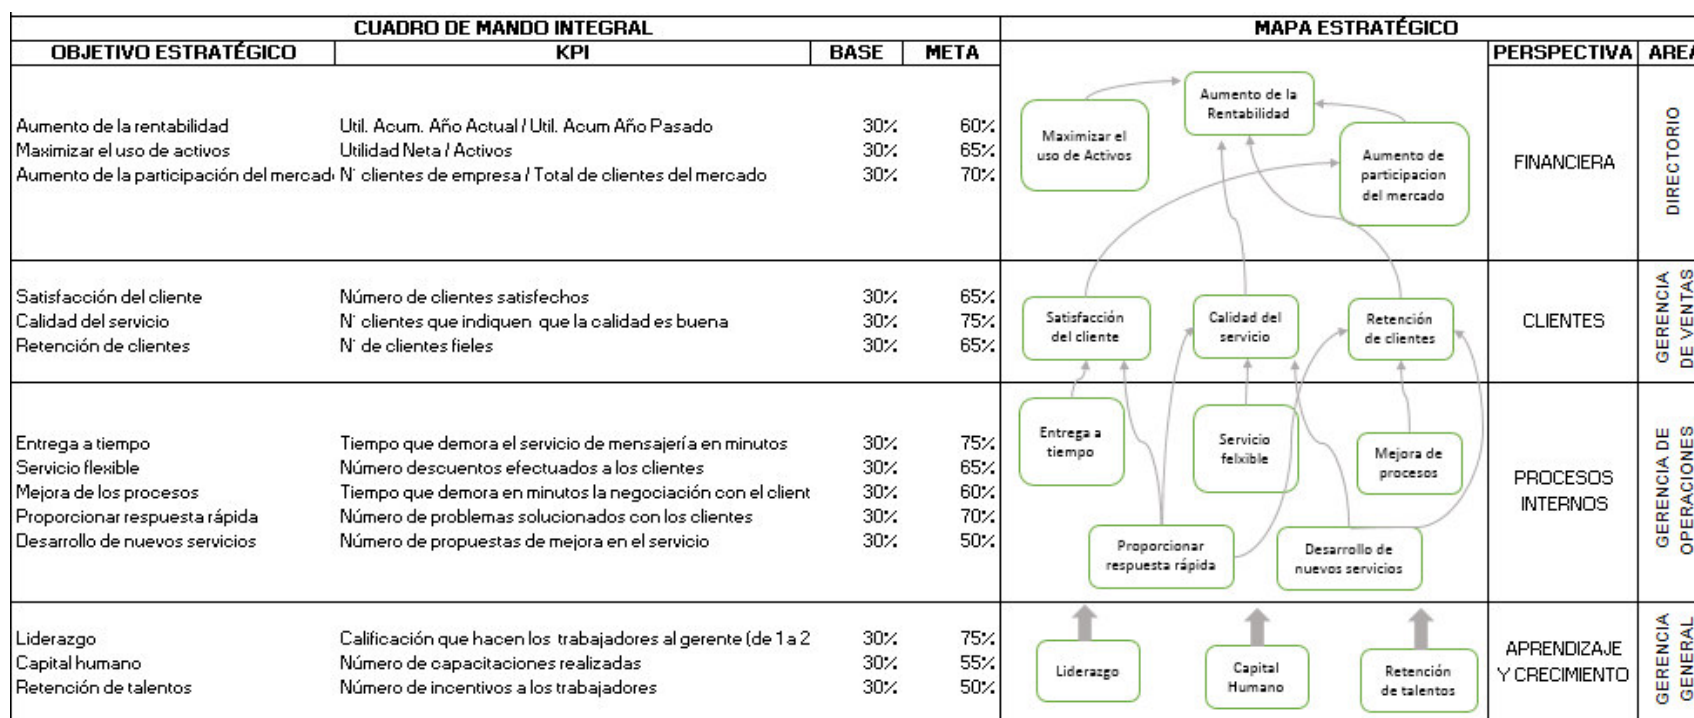 CUADRO DE MANDO INTEGRAL
MAPA ESTRATÉGICO
OBJETIVO ESTRATÉGICO KPI BASE META
PERSPECTIVA AREA
Aumento de la rentabilidad Util. Acum. Año Actual / Util. Acum Año Pasado 30% 60%
Maximizar el uso de activos Utilidad Neta / Activos 30% 65%
Aumento de la participación del mercad N° clientes de empresa / Total de clientes del mercado 30% 70%
Aumento de la
Rentabilidad
Maximizar el
uso de Activos
Aumento de
participacion
del mercado
FINANCIERA
DIRECTORIO
Satisfacción del cliente Número de clientes satisfechos 30% 65%
Calidad del servicio N° clientes que indiquen que la calidad es buena 30% 75%
Retención de clientes N° de clientes fieles 30% 65%
Satisfacción
del cliente
Calidad del
servicio
Retención
de clientes
CLIENTES
GERENCIA
DE VENTAS
Entrega a tiempo Tiempo que demora el servicio de mensajería en minutos 30% 75%
Servicio flexible Número descuentos efectuados a los clientes 30% 65%
Mejora de los procesos Tiempo que demora en minutos la negociación con el client 30% 60%
Proporcionar respuesta rápida Número de problemas solucionados con los clientes 30% 70%
Desarrollo de nuevos servicios Número de propuestas de mejora en el servicio 30% 50%
Entrega a
tiempo
Servicio
felxible
Mejora de
procesos
Proporcionar
respuesta rápida
Desarrollo de
nuevos servicios
PROCESOS
INTERNOS
GERENCIA DE
OPERACIONES
Liderazgo Calificación que hacen los trabajadores al gerente (de 1 a 2 30% 75%
Capital humano Número de capacitaciones realizadas 30% 55%
Retención de talentos Número de incentivos a los trabajadores 30% 50%
Liderazgo
Capital
Humano
Retención
de talentos
APRENDIZAJE
Y CRECIMIENTO
GERENCIA
GENERAL